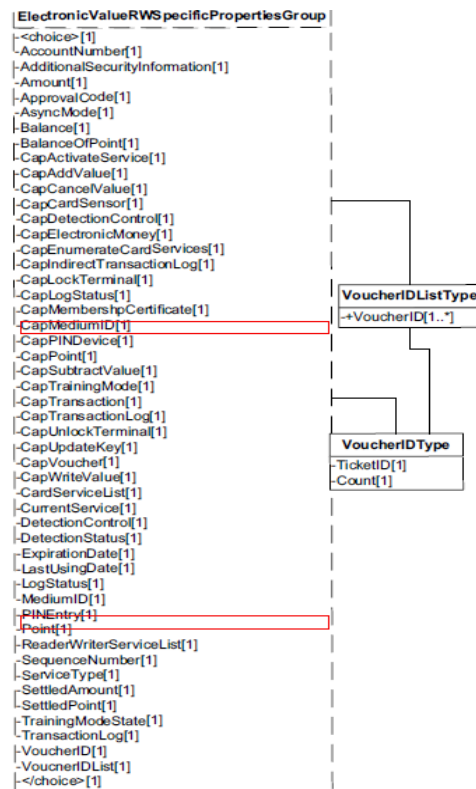 ElectronicValueRWSpecificPropertiesGroup
-<choice>[1]
-AccountNumber[1]
-AdditionalSecurityInformation[1]
-Amount[1]
-ApprovalCode[1]
-AsyncMode[1]
-Balance[1]
-BalanceOfPoint[1]
-CapActivateService[1]
-CapAddValue[1]
-CapCancelValue[1]
-CapCardSensor[1]
-CapDetectionControl[1]
-CapElectronicMoney[1]
-CapEnumerateCardServices[1]
-CapIndirectTransactionLog[1]
-CapLockTerminal[1]
-CapLogStatus[1]
-CapMembershpCertificate[1]
-CapMediumID[1]
-CapPINDevice[1]
-CapPoint[1]
-CapSubtractValue[1]
-CapTrainingMode[1]
-CapTransaction[1]
-CapTransactionLog[1]
-CapUnlockTerminal[1]
-CapUpdateKey[1]
-CapVoucher[1]
-CapWriteValue[1]
-CardServiceList[1]
-CurrentService[1]
-DetectionControl[1]
-DetectionStatus[1]
-ExpirationDate[1]
-LastUsingDate[1]
-LogStatus[1]
-MediumID[1]
-PINEntry[1]
-Point[1]
-ReaderWriterServiceList[1]
-SequenceNumber[1]
-ServiceType[1]
-SettledAmount[1]
-SettledPoint[1]
-TrainingModeState[1]
-TransactionLog[1]
-VoucherID[1]
-VoucnerIDList[1]
-</choice>[1]
VoucherIDListType
-+VoucherID[1..*]
VoucherIDType
-TicketID[1]
-Count[1]